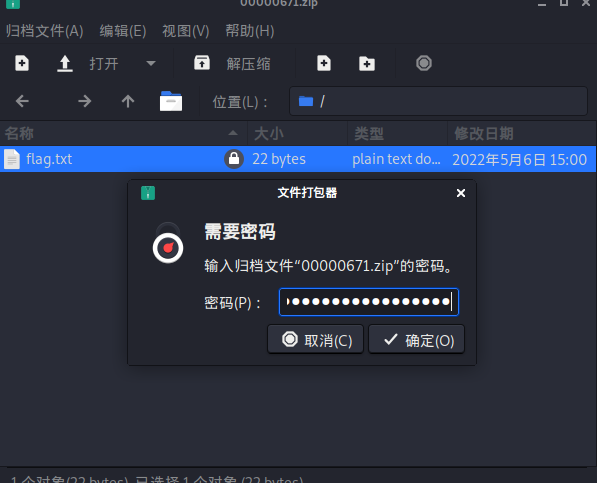 00000671.zip
归档文件(A) 编辑(E) 视图(V) 帮助(H)
打开 解压缩
位置(L)： /
名称 大小 类型 修改日期
flag.txt 22 bytes plain text do... 2022年5月6日 15:00
文件打包器
需要密码
输入归档文件“00000671.zip”的密码。
密码(P)：
取消(C) 确定(O)
1 个对象(22 bytes), 已选择 1 个对象 (22 bytes)